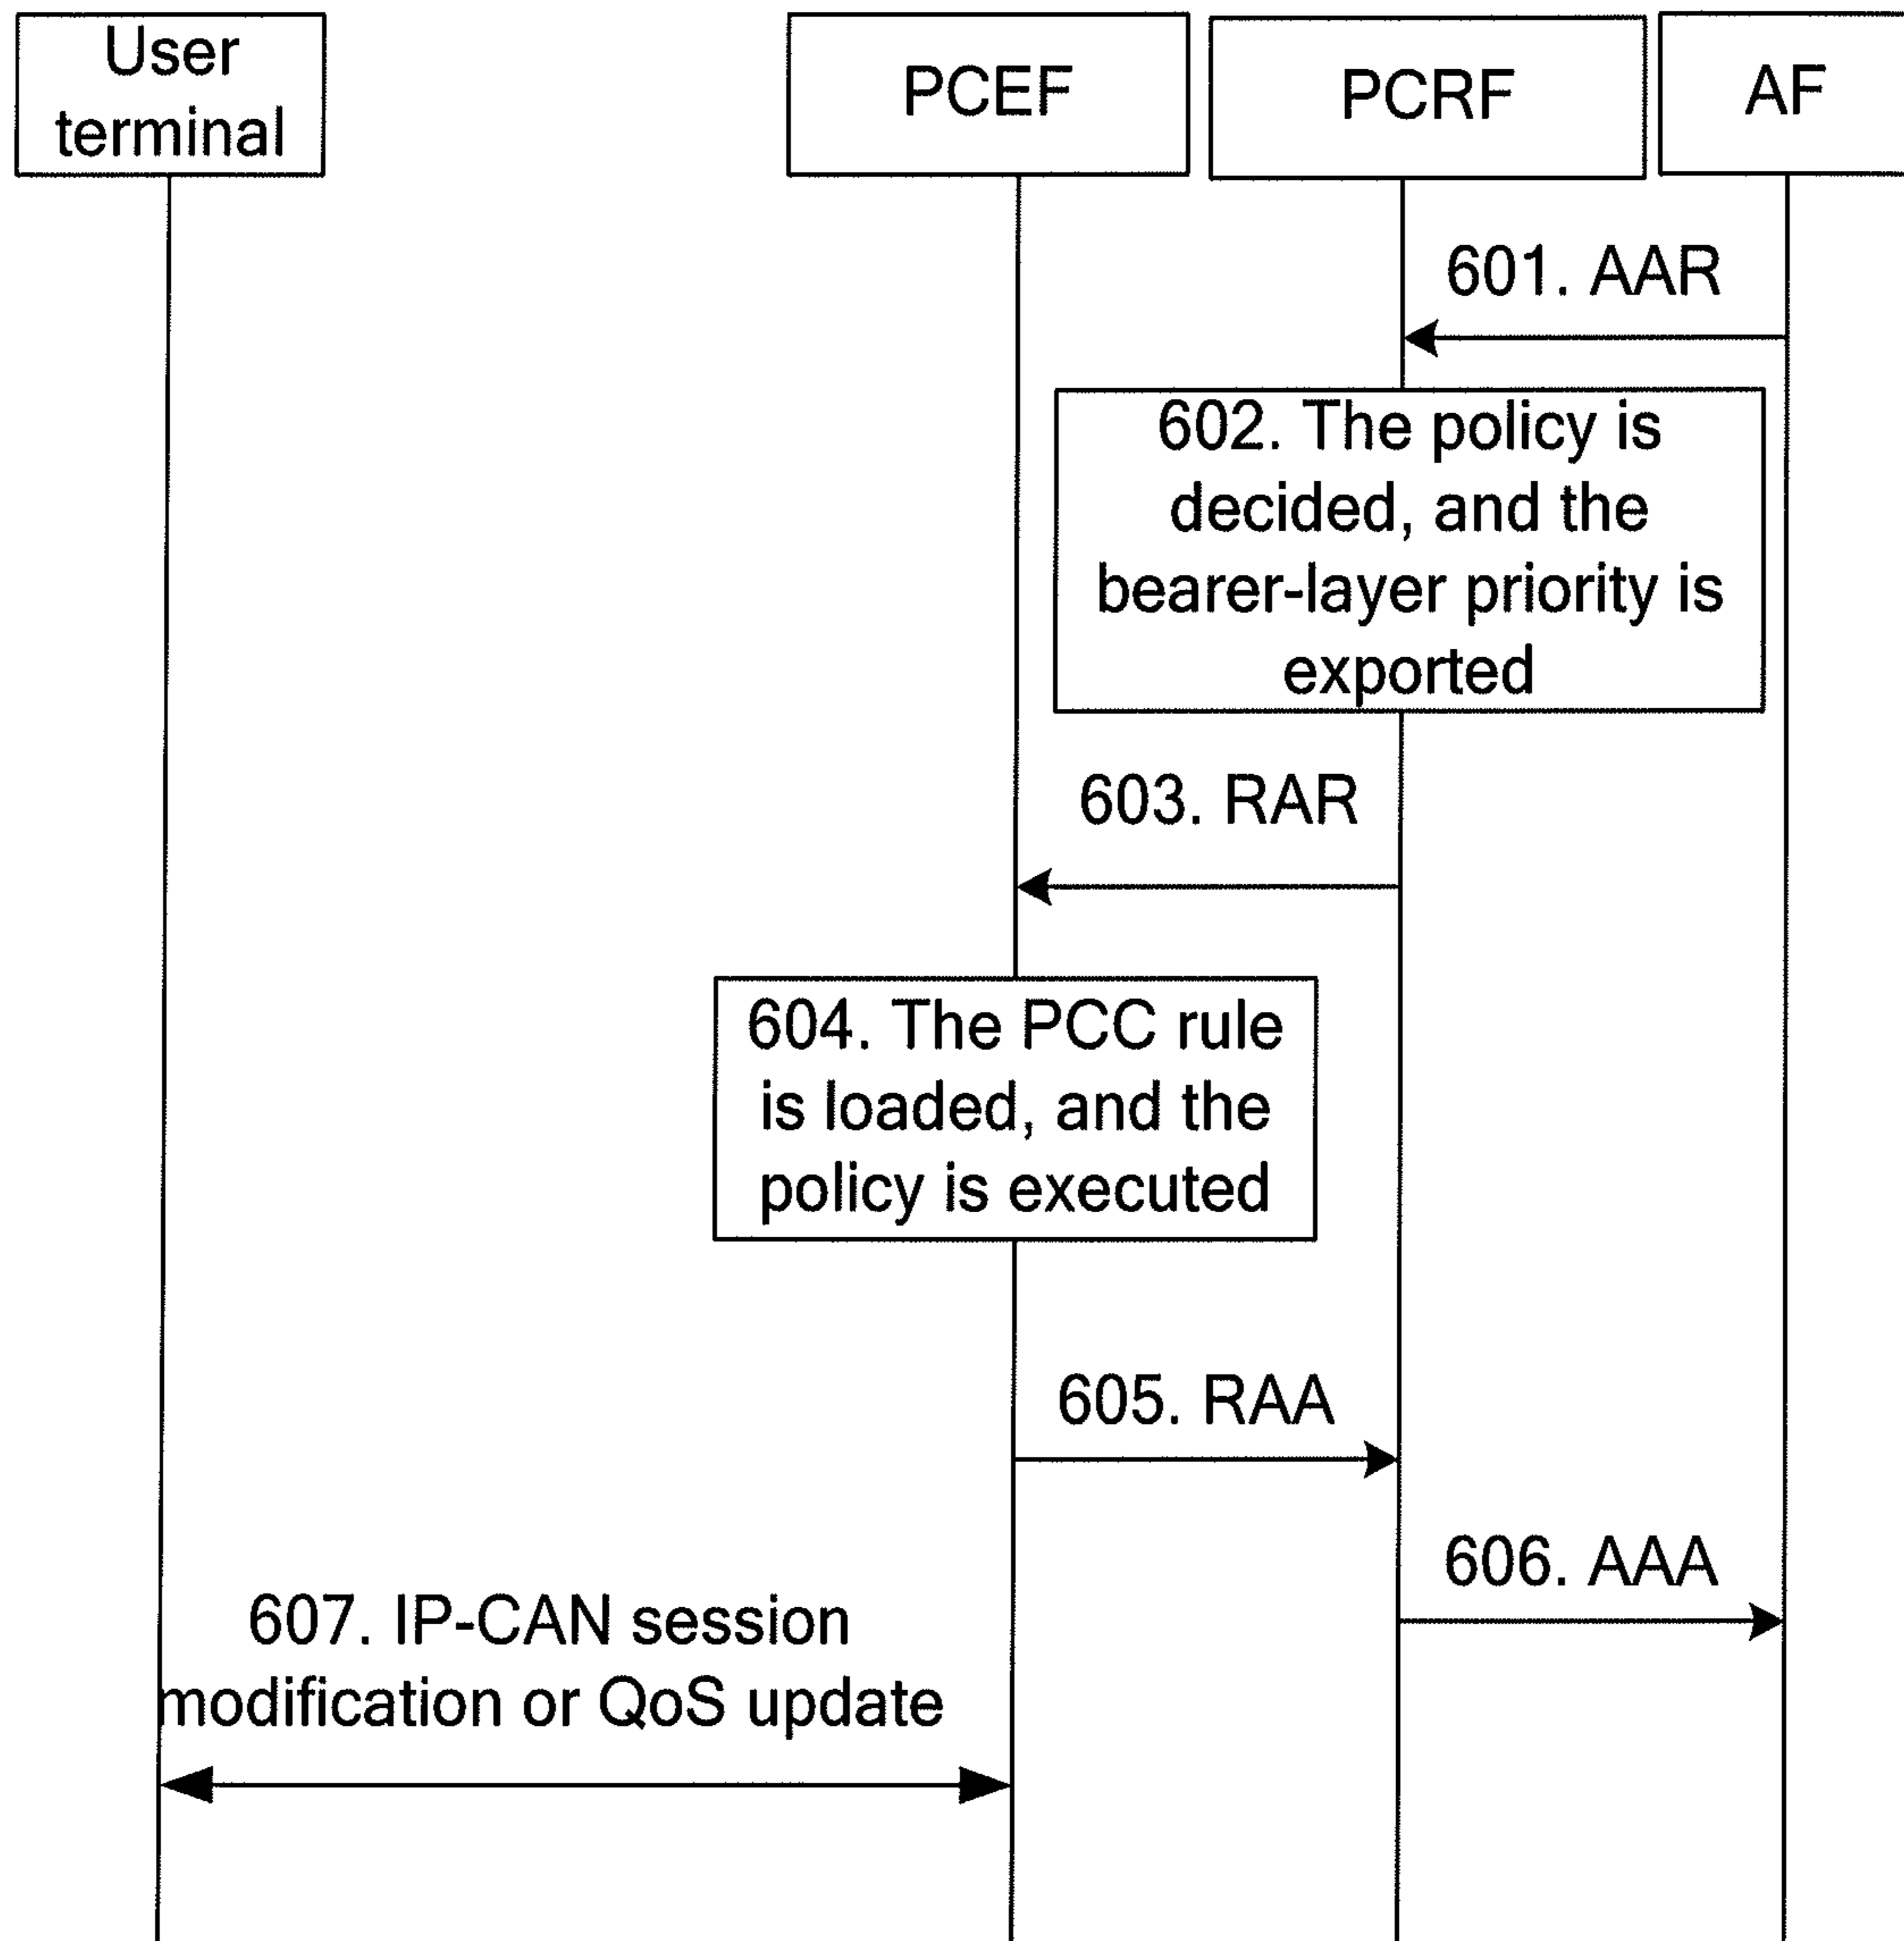 User
terminal
PCEF
PCRF
AF
601. AAR
602. The policy is
decided, and the
bearer-layer priority is
exported
603. RAR
604. The PCC rule
is loaded, and the
policy is executed
605. RAA
606. AAA
607. IP-CAN session
modification or QoS update